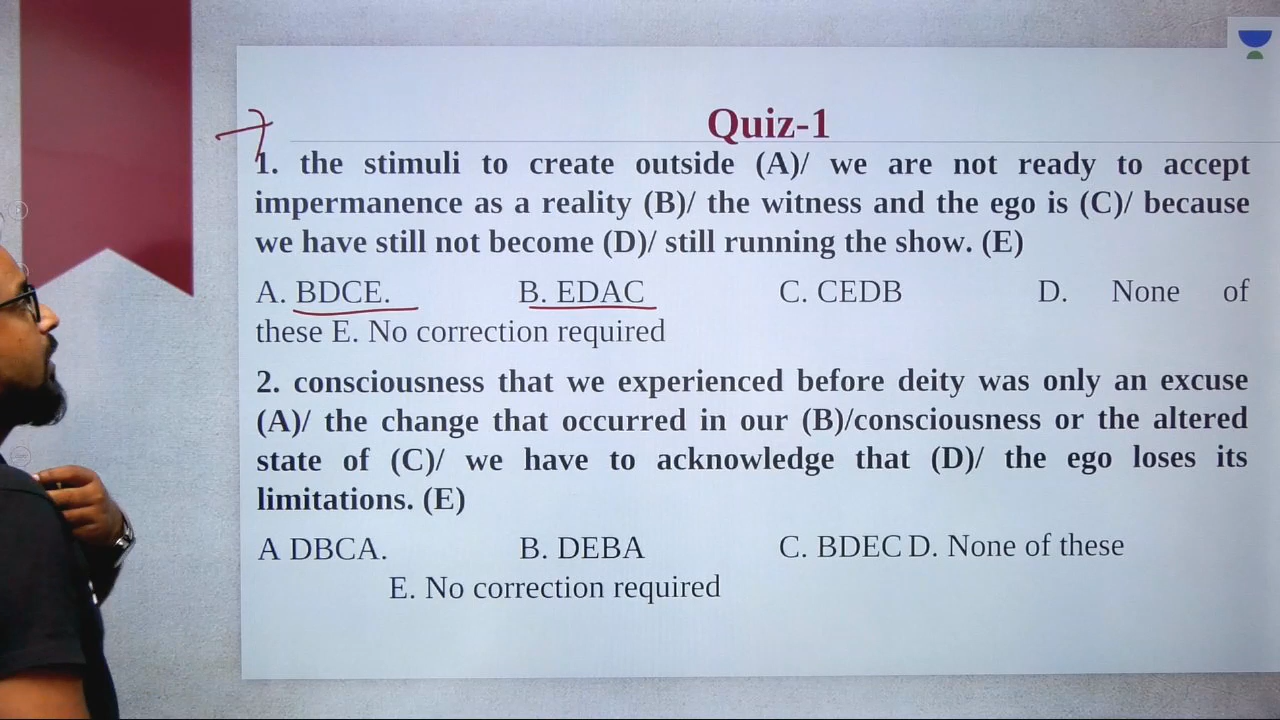 Quiz-1
1. the stimuli to create outside (A)/ we are not ready to accept
impermanence as a reality (B)/ the witness and the ego is (C)/ because
we have still not become (D)/ still running the show. (E)
A. BDCE. B. EDAC C. CEDB D. None of
these E. No correction required
2. consciousness that we experienced before deity was only an excuse
(A)/ the change that occurred in our (B)/consciousness or the altered
state of (C)/ we have to acknowledge that (D)/ the ego loses its
limitations. (E)
A DBCA. B. DEBA C. BDEC D. None of these
E. No correction required